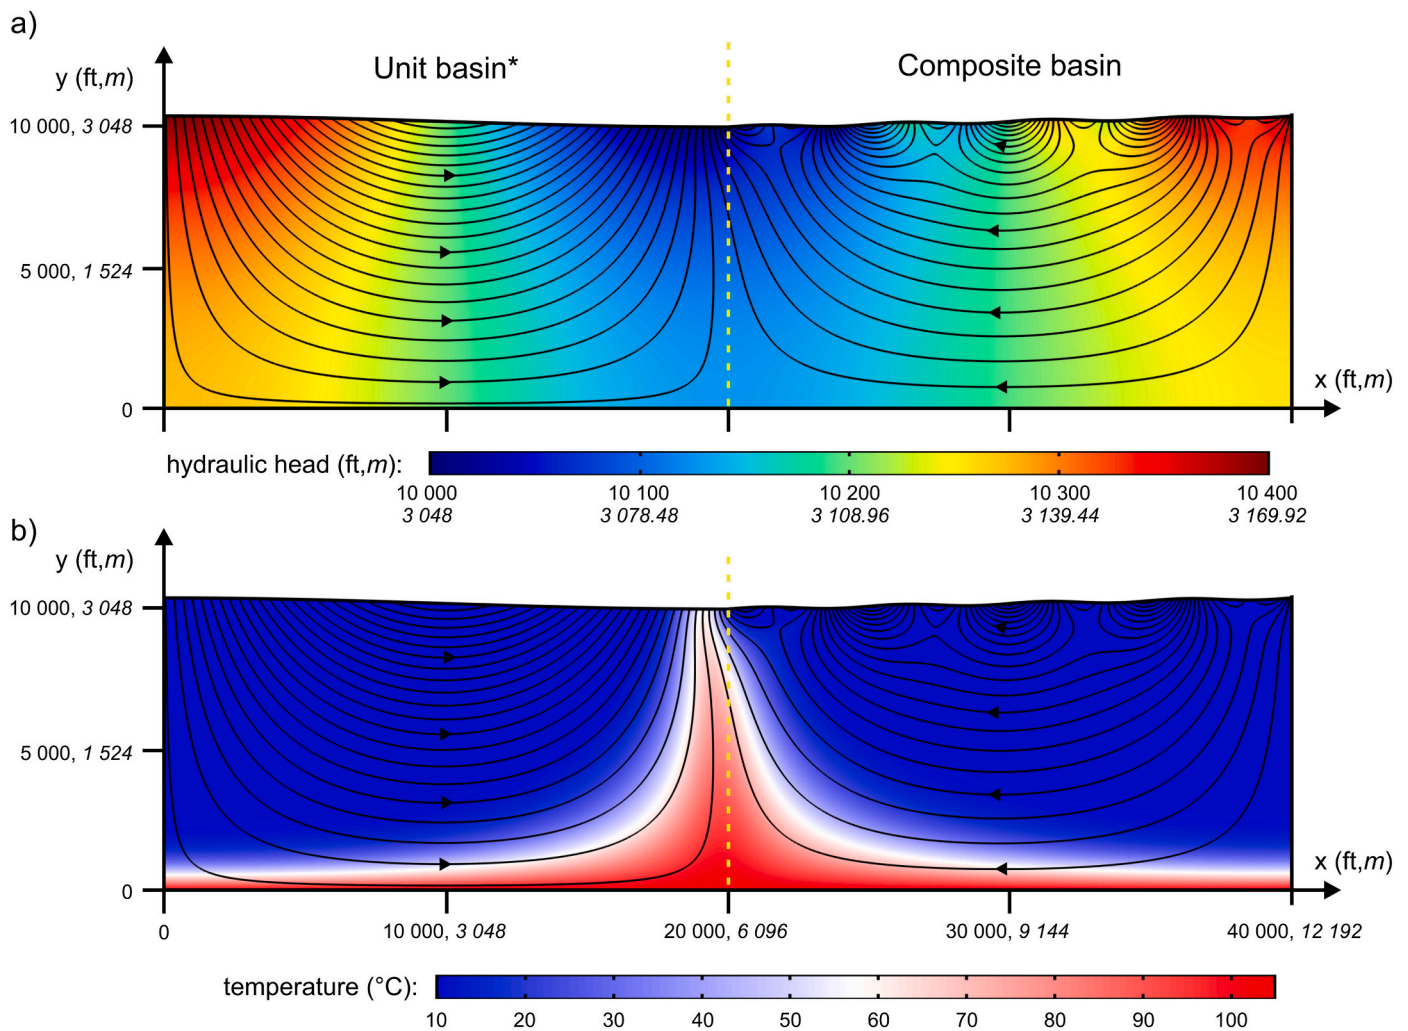 a)
Unit basin*
Composite basin
y (ft,m)
10 000, 3 048
5 000, 1 524
0
x (ft,m)
hydraulic head (ft,m):
10 000
3 048
10 100
3 078.48
10 200
3 108.96
10 300
3 139.44
10 400
3 169.92
b)
y (ft,m)
10 000, 3 048
5 000, 1 524
0
x (ft,m)
0
10 000, 3 048
20 000, 6 096
30 000, 9 144
40 000, 12 192
temperature (°C):
10 20 30 40 50 60 70 80 90 100